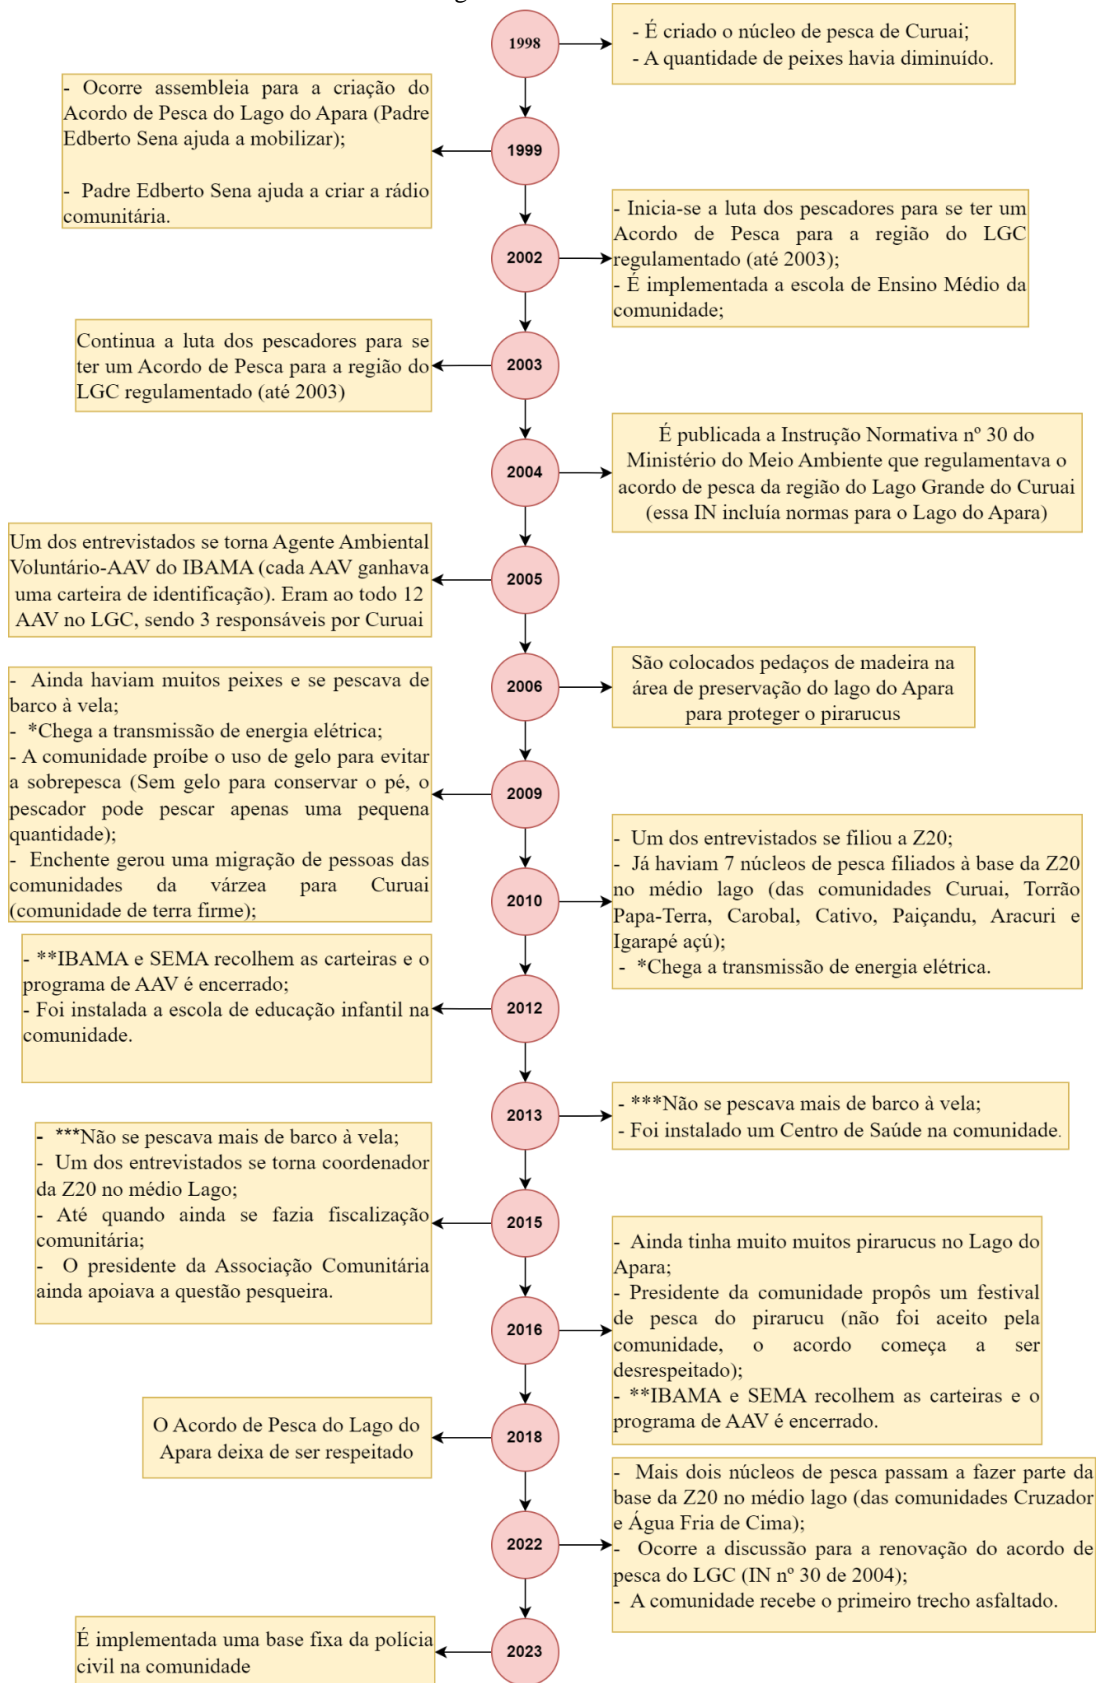 1998
- É criado o núcleo de pesca de Curuai;
- A quantidade de peixes havia diminuído.
- Ocorre assembleia para a criação do
Acordo de Pesca do Lago do Apara (Padre
Edberto Sena ajuda a mobilizar);
- Padre Edberto Sena ajuda a criar a rádio
comunitária.
1999
2002
- Inicia-se a luta dos pescadores para se ter um
Acordo de Pesca para a região do LGC
regulamentado (até 2003);
- É implementada a escola de Ensino Médio da
comunidade;
Continua a luta dos pescadores para se
ter um Acordo de Pesca para a região do
LGC regulamentado (até 2003)
2003
2004
É publicada a Instrução Normativa nº 30 do
Ministério do Meio Ambiente que regulamentava o
acordo de pesca da região do Lago Grande do Curuai
(essa IN incluía normas para o Lago do Apara)
Um dos entrevistados se torna Agente Ambiental
Voluntário-AAV do IBAMA (cada AAV ganhava
uma carteira de identificação). Eram ao todo 12
AAV no LGC, sendo 3 responsáveis por Curuai
2005
2006
São colocados pedaços de madeira na
área de preservação do lago do Apara
para proteger o pirarucus
- Ainda haviam muitos peixes e se pescava de
barco à vela;
- *Chega a transmissão de energia elétrica;
- A comunidade proíbe o uso de gelo para evitar
a sobrepesca (Sem gelo para conservar o pé, o
pescador pode pescar apenas uma pequena
quantidade);
- Enchente gerou uma migração de pessoas das
comunidades da várzea para Curuai
(comunidade de terra firme);
2009
2010
- Um dos entrevistados se filiou a Z20;
- Já haviam 7 núcleos de pesca filiados à base da Z20
no médio lago (das comunidades Curuai, Torrão
Papa-Terra, Carobal, Cativo, Paiçandu, Aracuri e
Igarapé açú);
- *Chega a transmissão de energia elétrica.
- **IBAMA e SEMA recolhem as carteiras e o
programa de AAV é encerrado;
- Foi instalada a escola de educação infantil na
comunidade.
2012
2013
- ***Não se pescava mais de barco à vela;
- Foi instalado um Centro de Saúde na comunidade.
- ***Não se pescava mais de barco à vela;
- Um dos entrevistados se torna coordenador
da Z20 no médio Lago;
- Até quando ainda se fazia fiscalização
comunitária;
- O presidente da Associação Comunitária
ainda apoiava a questão pesqueira.
2015
2016
- Ainda tinha muito muitos pirarucus no Lago do
Apara;
- Presidente da comunidade propôs um festival
de pesca do pirarucu (não foi aceito pela
comunidade, o acordo começa a ser
desrespeitado);
- **IBAMA e SEMA recolhem as carteiras e o
programa de AAV é encerrado.
O Acordo de Pesca do Lago do
Apara deixa de ser respeitado
2018
2022
- Mais dois núcleos de pesca passam a fazer parte da
base da Z20 no médio lago (das comunidades Cruzador
e Água Fria de Cima);
- Ocorre a discussão para a renovação do acordo de
pesca do LGC (IN nº 30 de 2004);
- A comunidade recebe o primeiro trecho asfaltado.
É implementada uma base fixa da polícia
civil na comunidade
2023